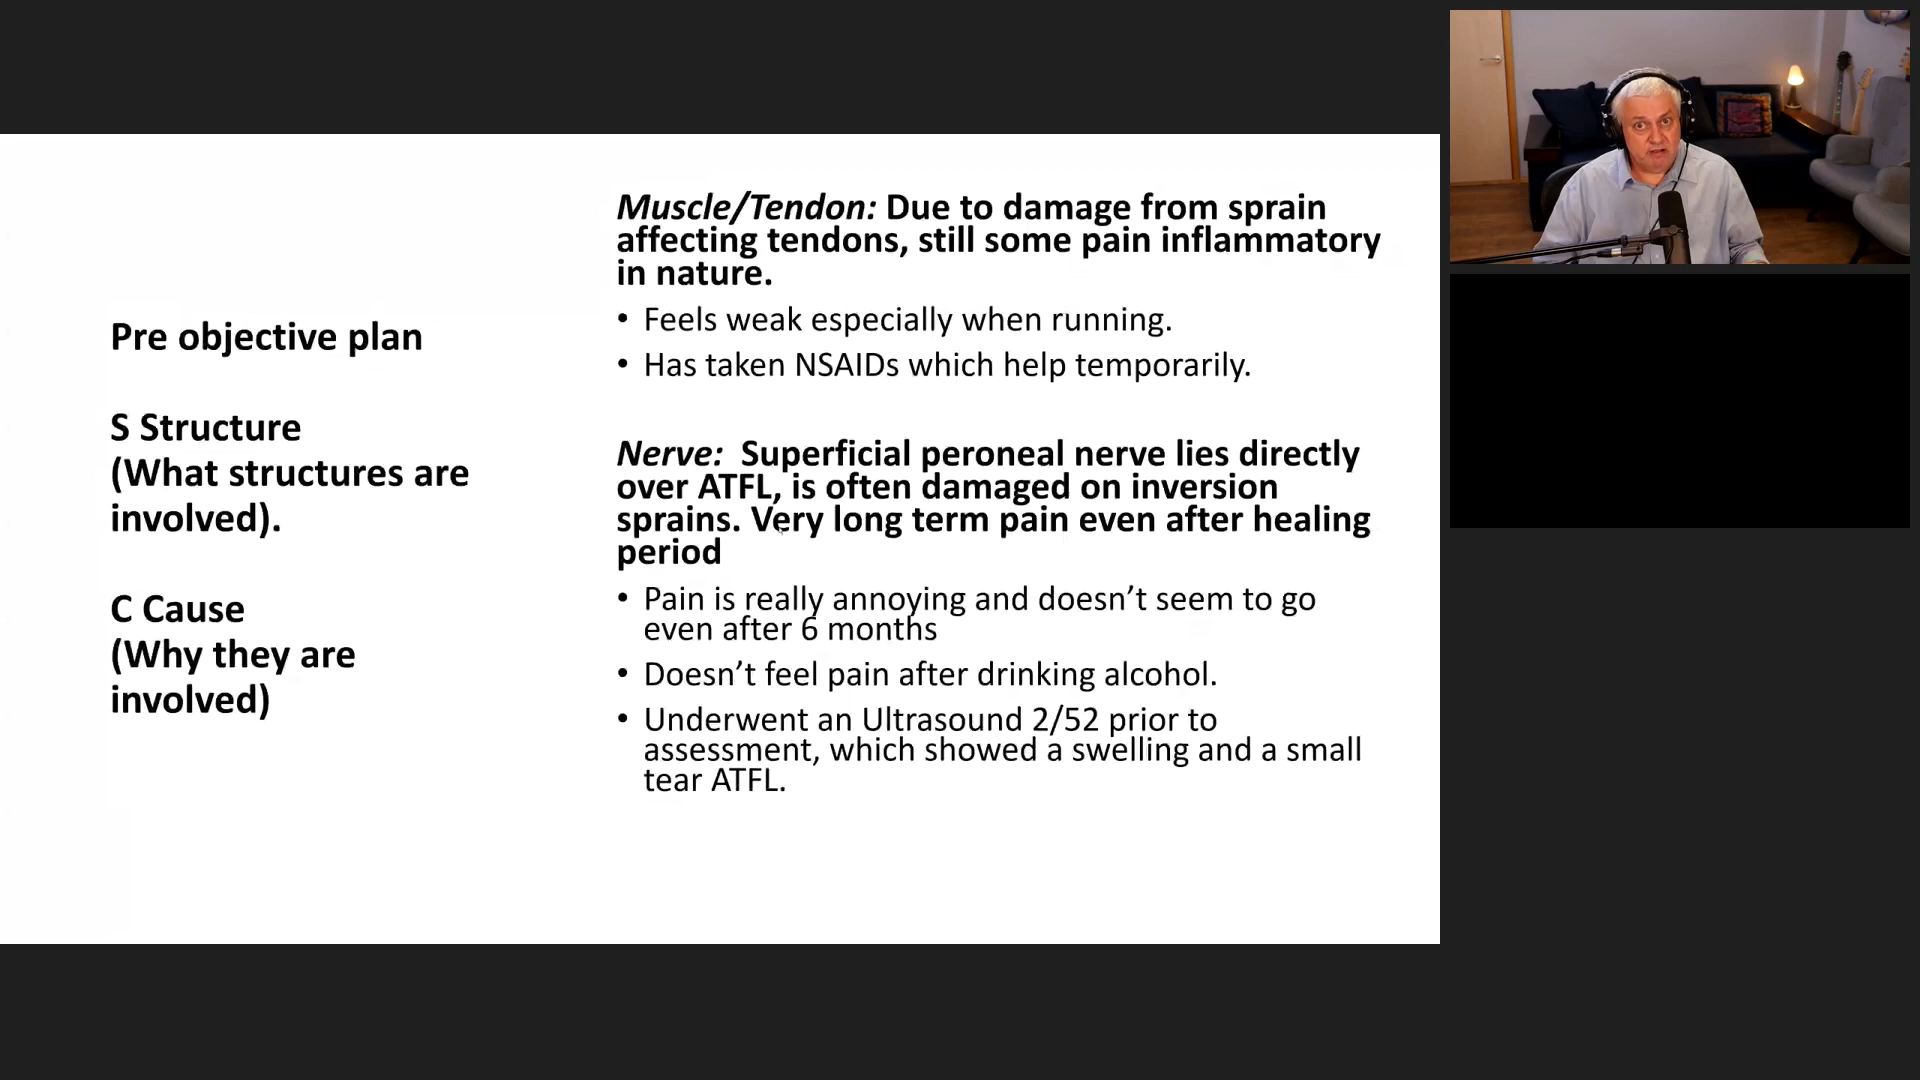 Pre objective plan
S Structure
(What structures are
involved).
C Cause
(Why they are
involved)
Muscle/Tendon: Due to damage from sprain
affecting tendons, still some pain inflammatory
in nature.
• Feels weak especially when running.
• Has taken NSAIDs which help temporarily.
Nerve: Superficial peroneal nerve lies directly
over ATFL, is often damaged on inversion
sprains. Very long term pain even after healing
period
• Pain is really annoying and doesn’t seem to go
even after 6 months
• Doesn’t feel pain after drinking alcohol.
• Underwent an Ultrasound 2/52 prior to
assessment, which showed a swelling and a small
tear ATFL.